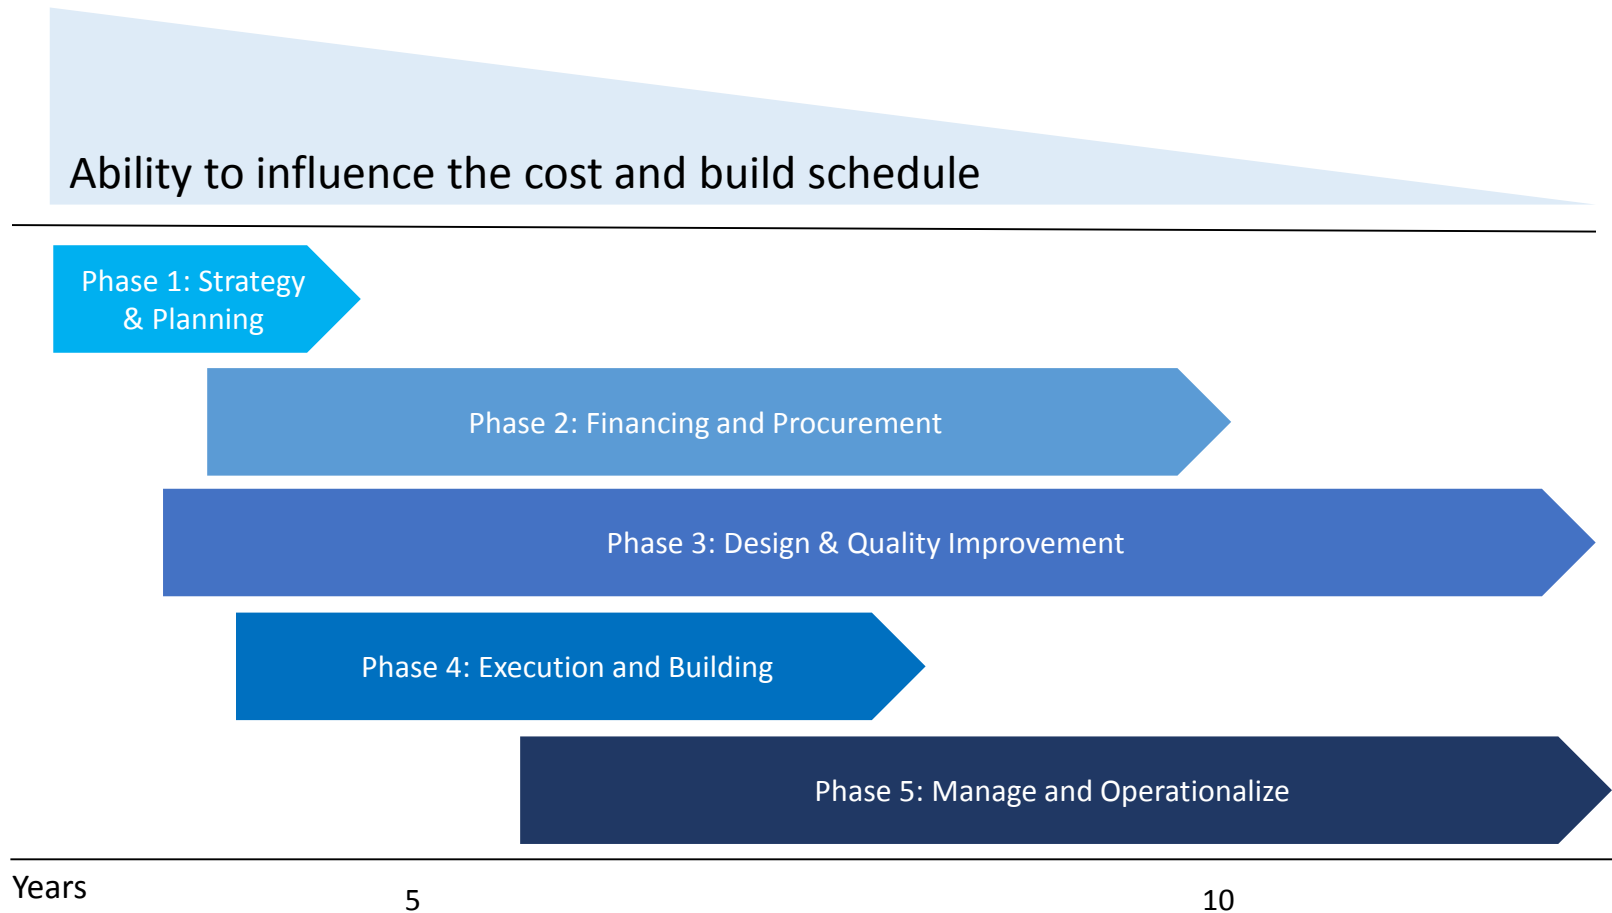 Ability to influence the cost and build schedule
Phase 1: Strategy
& Planning
Phase 2: Financing and Procurement
Phase 3: Design & Quality Improvement
Phase 4: Execution and Building
Phase 5: Manage and Operationalize
Years
5
10